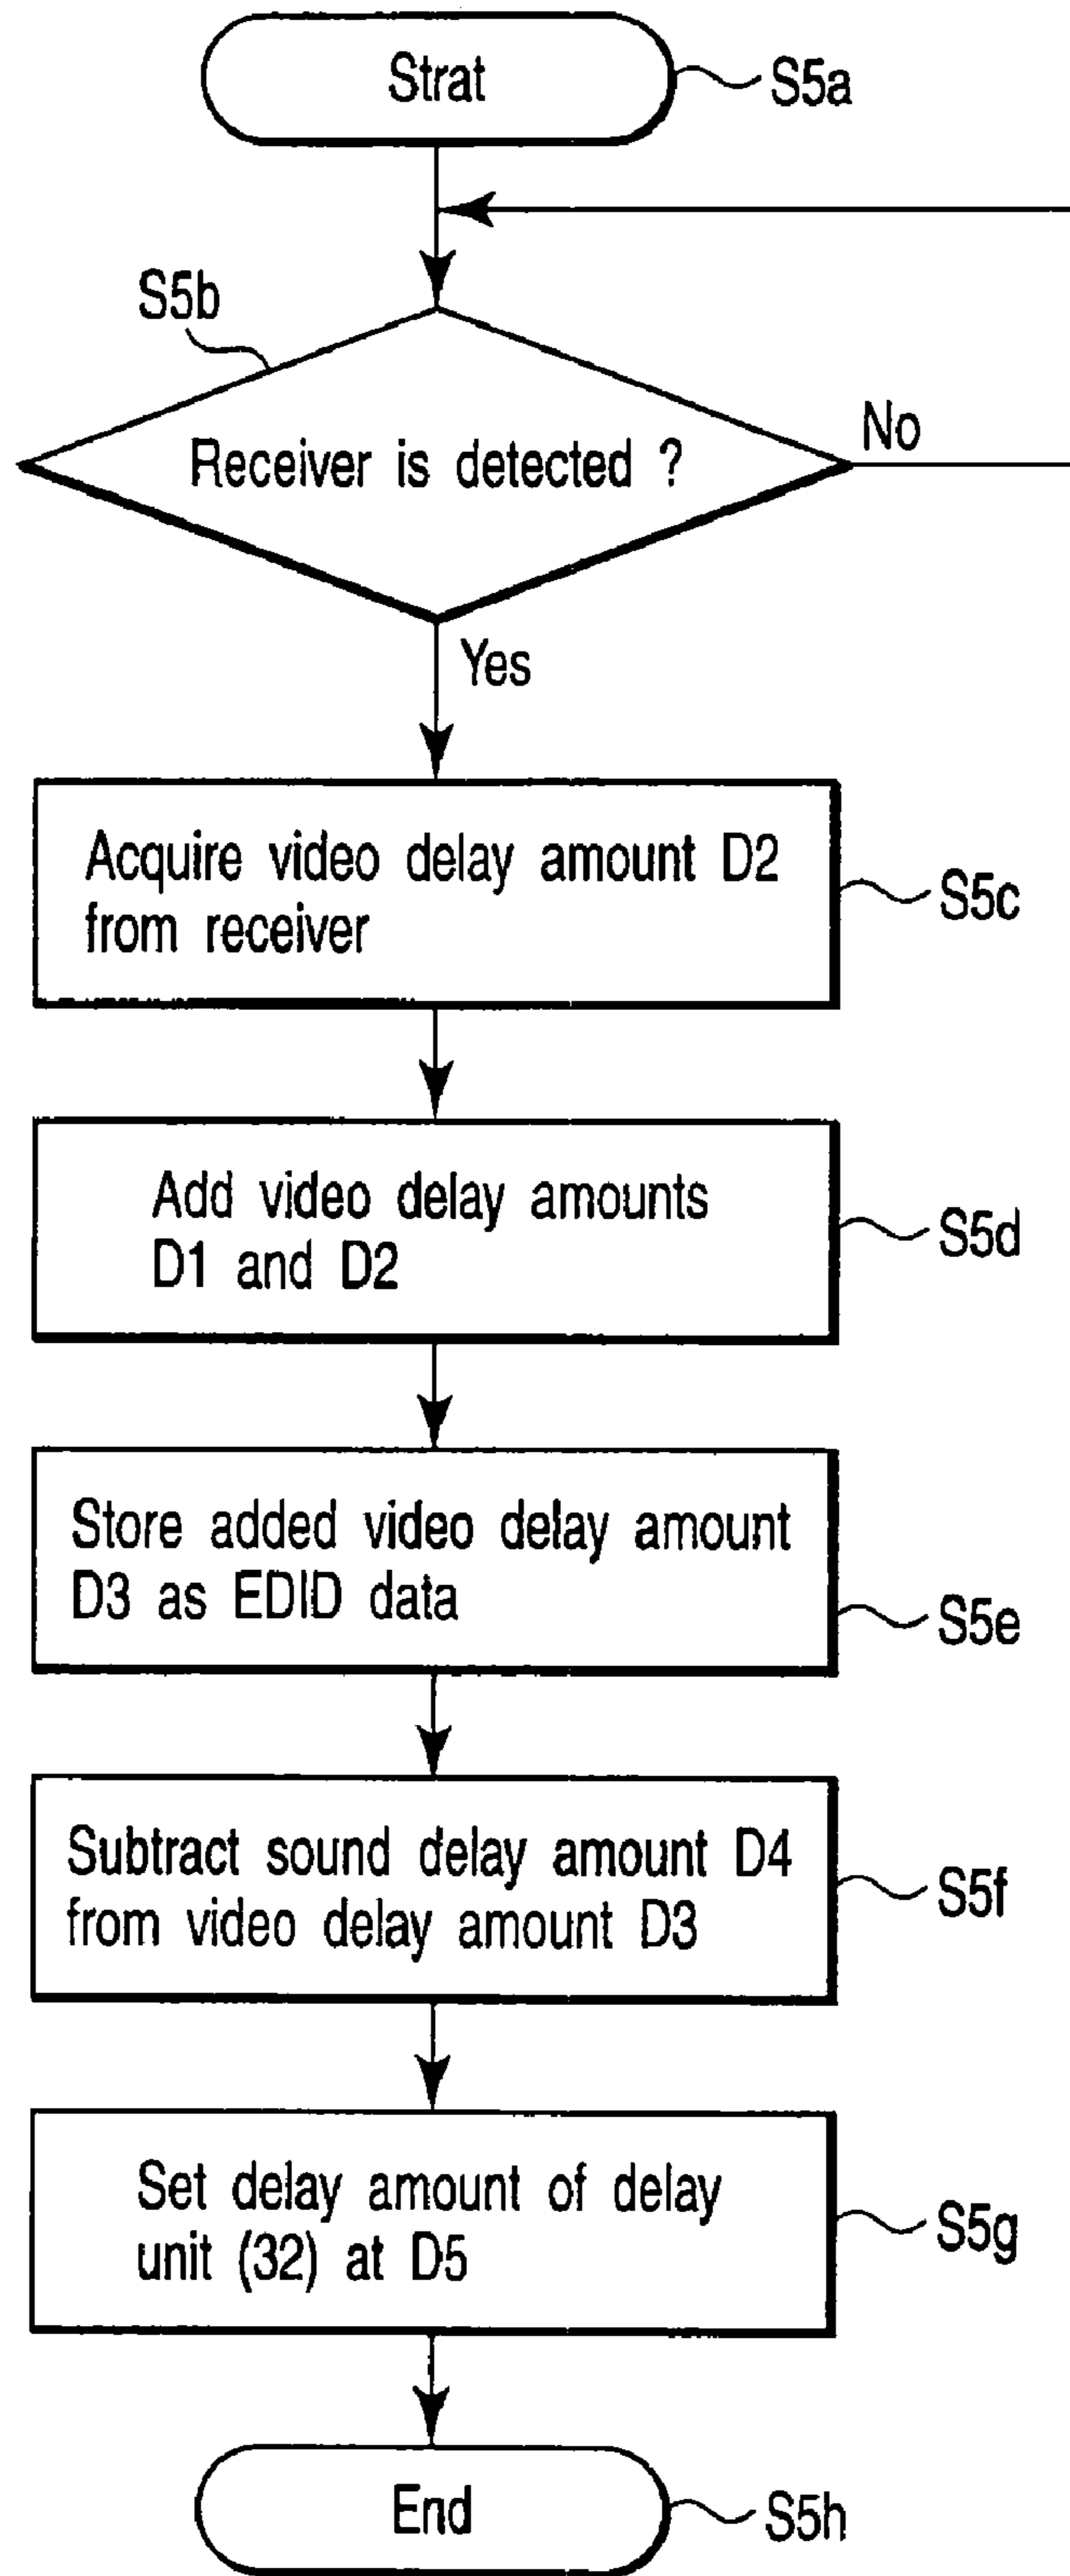 Strat
S5a
S5b
Receiver is detected ?
No
Yes
Acquire video delay amount D2
from receiver
S5c
Add video delay amounts
D1 and D2
S5d
Store added video delay amount
D3 as EDID data
S5e
Subtract sound delay amount D4
from video delay amount D3
S5f
Set delay amount of delay
unit (32) at D5
S5g
End
S5h